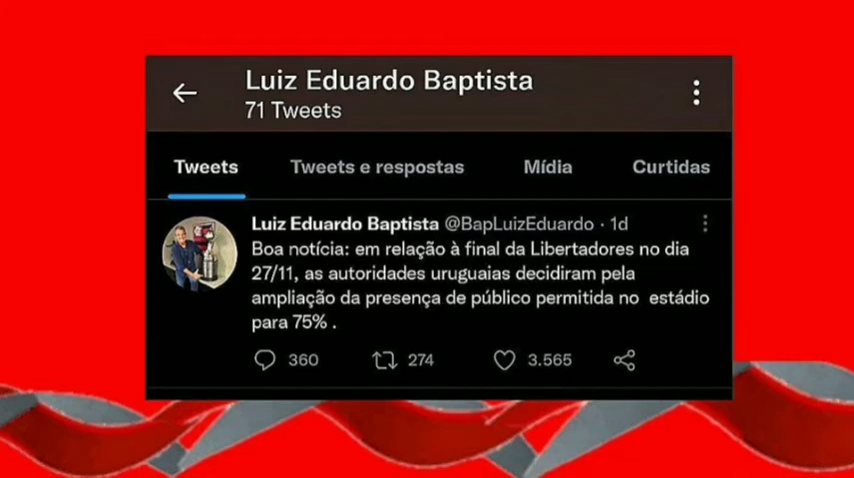 Luiz Eduardo Baptista
71 Tweets
Tweets Tweets e respostas Mídia Curtidas
Luiz Eduardo Baptista @BapLuizEduardo · 1d
Boa notícia: em relação à final da Libertadores no dia
27/11, as autoridades uruguaias decidiram pela
ampliação da presença de público permitida no estádio
para 75% .
360 274 3.565